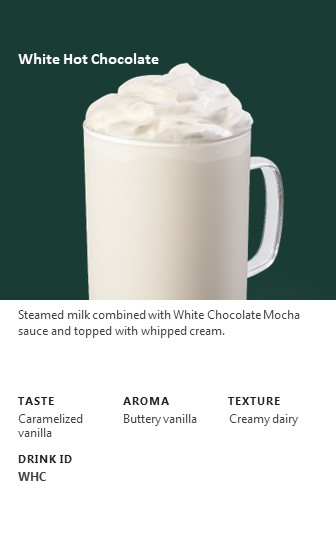 White Hot Chocolate
Steamed milk combined with White Chocolate Mocha
sauce and topped with whipped cream.
TASTE
Caramelized
vanilla
AROMA
Buttery vanilla
TEXTURE
Creamy dairy
DRINK ID
WHC